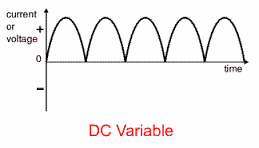 current
or
voltage
+
0
time
−
DC Variable